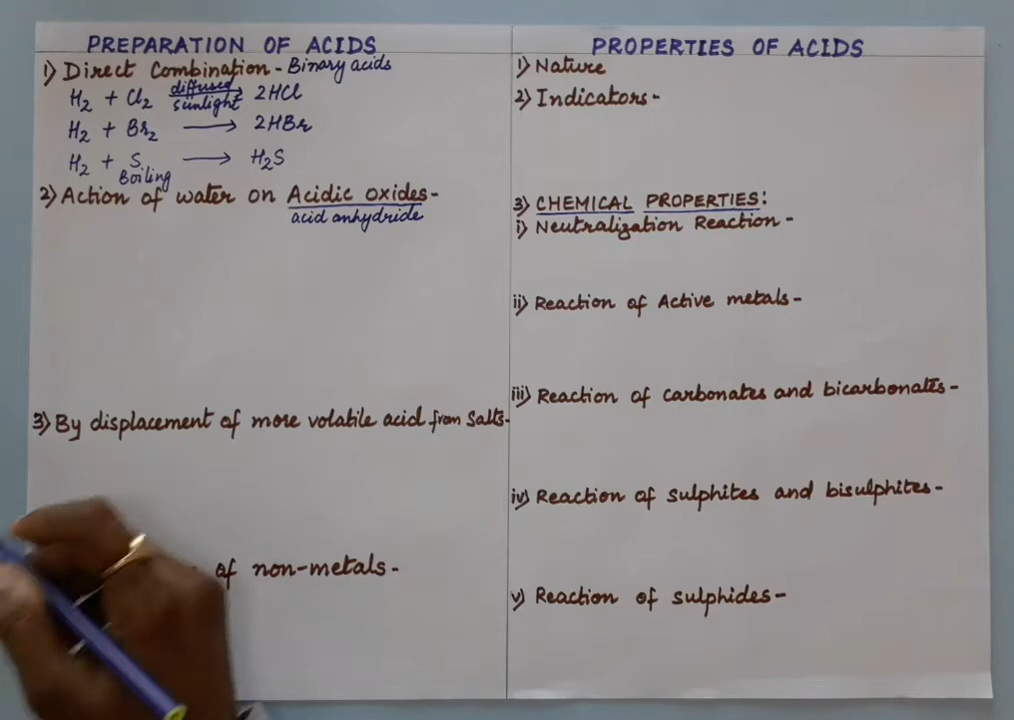 PREPARATION OF ACIDS
1) Direct Combination - Binary acids
H₂ + Cl₂ diffused sunlight → 2HCl
H₂ + Br₂ → 2HBr
H₂ + S → H₂S
Boiling
2) Action of water on Acidic oxides-
acid anhydride
3) By displacement of more volatile acid from Salts-
of non-metals-
PROPERTIES OF ACIDS
1) Nature
2) Indicators-
3) CHEMICAL PROPERTIES:
i) Neutralization Reaction-
ii) Reaction of Active metals-
iii) Reaction of carbonates and bicarbonates-
iv) Reaction of sulphites and bisulphites-
v) Reaction of sulphides-